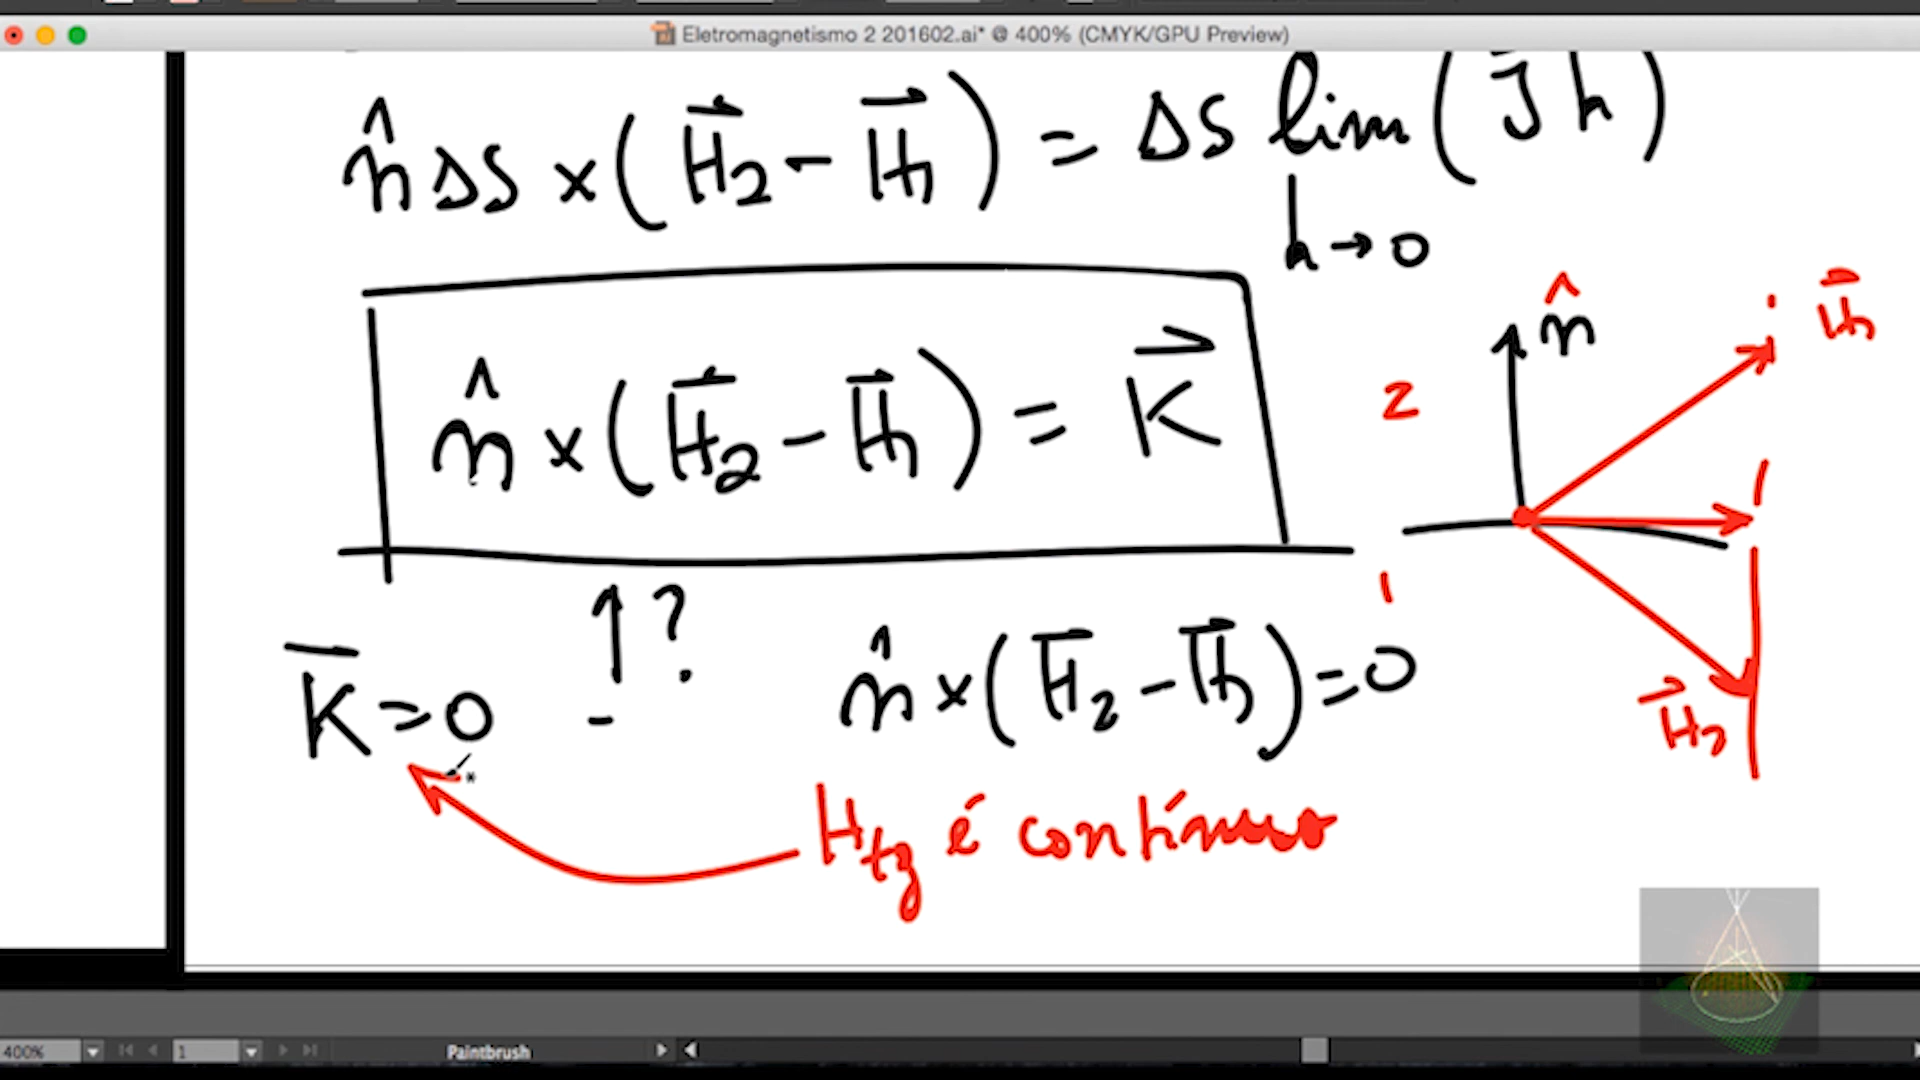 Eletromagnetismo 2 201602.ai* @ 400% (CMYK/GPU Preview)
n̂ ΔS × (H⃗₂ - H⃗₁) = ΔS lim (J̄ h)
h → 0
n̂ × (H⃗₂ - H⃗₁) = K⃗
n̂
H⃗₁
2
1
?
K̄ = 0
n̂ × (H⃗₂ - H⃗₁) = 0
H⃗₂
Htg é contínuo
400%
1
Paintbrush